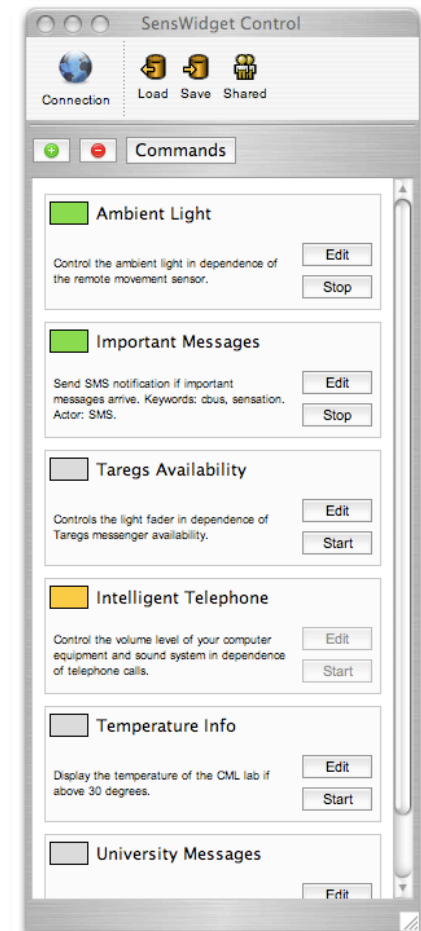 SensWidget Control
Connection
Load Save Shared
Commands
Ambient Light
Control the ambient light in dependence of
the remote movement sensor.
Edit
Stop
Important Messages
Send SMS notification if important
messages arrive. Keywords: cbus, sensation.
Actor: SMS.
Edit
Stop
Taregs Availability
Controls the light fader in dependence of
Taregs messenger availability.
Edit
Start
Intelligent Telephone
Control the volume level of your computer
equipment and sound system in dependence
of telephone calls.
Edit
Start
Temperature Info
Display the temperature of the CML lab if
above 30 degrees.
Edit
Start
University Messages
Edit